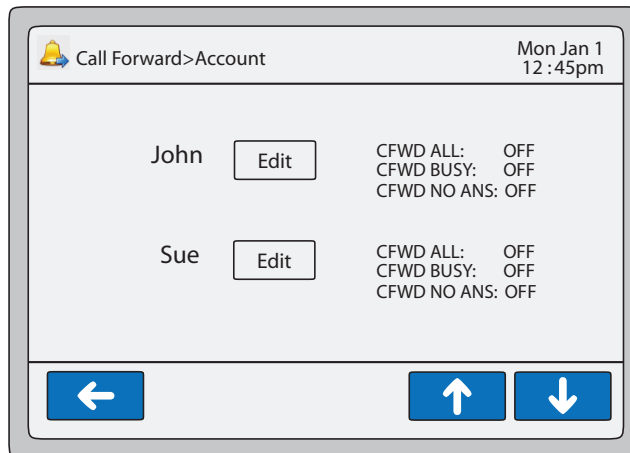 Call Forward>Account
Mon Jan 1
12:45pm
John
Edit
CFWD ALL: OFF
CFWD BUSY: OFF
CFWD NO ANS: OFF
Sue
Edit
CFWD ALL: OFF
CFWD BUSY: OFF
CFWD NO ANS: OFF